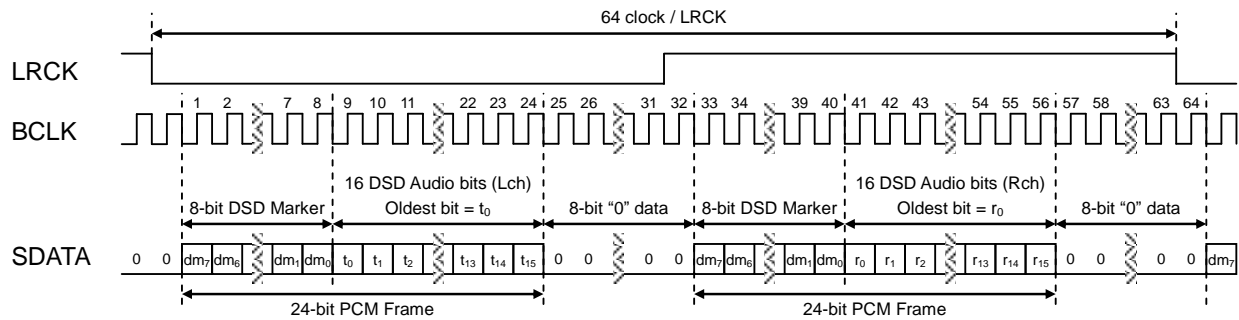 64 clock / LRCK
LRCK
1 2 7 8 9 10 11 22 23 24 25 26 31 32 33 34 39 40 41 42 43 54 55 56 57 58 63 64
BCLK
16 DSD Audio bits (Lch) 16 DSD Audio bits (Rch)
8-bit DSD Marker Oldest bit = t₀ 8-bit “0” data 8-bit DSD Marker Oldest bit = r₀ 8-bit “0” data
SDATA 0 0 dm₇ dm₆ dm₁ dm₀ t₀ t₁ t₂ t₁₃ t₁₄ t₁₅ 0 0 0 0 dm₇ dm₆ dm₁ dm₀ r₀ r₁ r₂ r₁₃ r₁₄ r₁₅ 0 0 0 0 dm₇
24-bit PCM Frame 24-bit PCM Frame